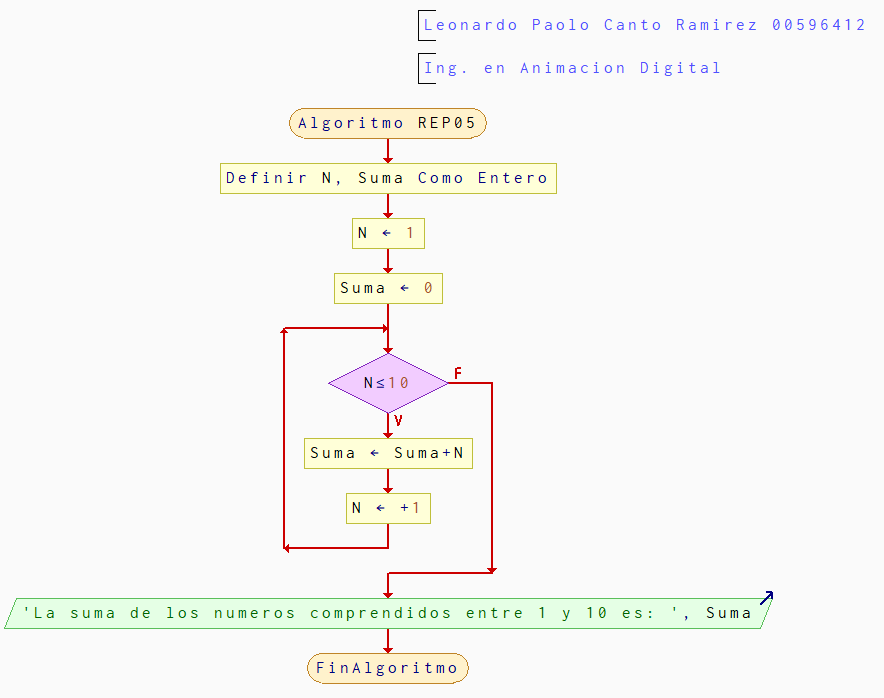 Leonardo Paolo Canto Ramirez 00596412
Ing. en Animacion Digital
Algoritmo REP05
Definir N, Suma Como Entero
N ← 1
Suma ← 0
N≤10
F
V
Suma ← Suma+N
N ← +1
'La suma de los numeros comprendidos entre 1 y 10 es: ', Suma
FinAlgoritmo